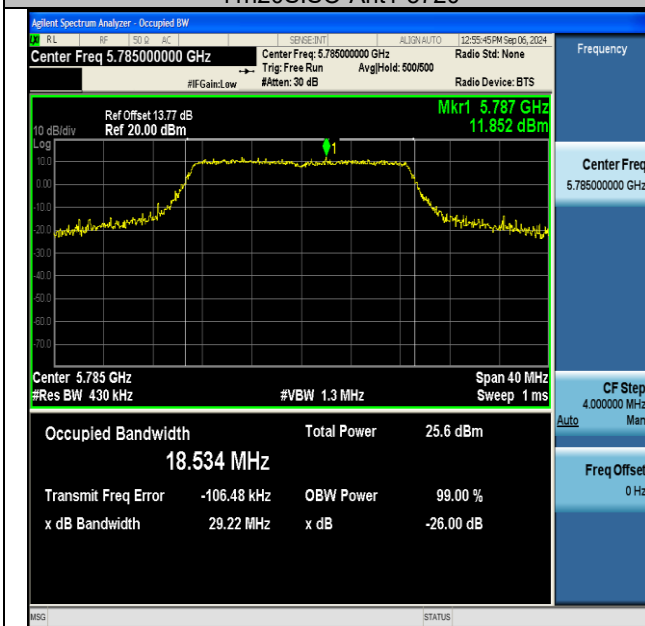 11n20SISO-Ant1-5720
Agilent Spectrum Analyzer - Occupied BW
RL RF 50 Ω AC SENSE:INT ALIGN AUTO 12:55:45 PM Sep 06, 2024
Center Freq 5.785000000 GHz Center Freq: 5.785000000 GHz Radio Std: None
Trig: Free Run Avg|Hold: 500/500
#IFGain:Low #Atten: 30 dB Radio Device: BTS
Ref Offset 13.77 dB Mkr1 5.787 GHz
10 dB/div Ref 20.00 dBm 11.852 dBm
Log
1
10.0
0.00
-10.0
-20.0
-30.0
-40.0
-50.0
-60.0
-70.0
Center 5.785 GHz Span 40 MHz
#Res BW 430 kHz #VBW 1.3 MHz Sweep 1 ms
Occupied Bandwidth Total Power 25.6 dBm
18.534 MHz
Transmit Freq Error -106.48 kHz OBW Power 99.00 %
x dB Bandwidth 29.22 MHz x dB -26.00 dB
MSG STATUS
Frequency
Center Freq
5.785000000 GHz
CF Step
4.000000 MHz
Auto Man
Freq Offset
0 Hz